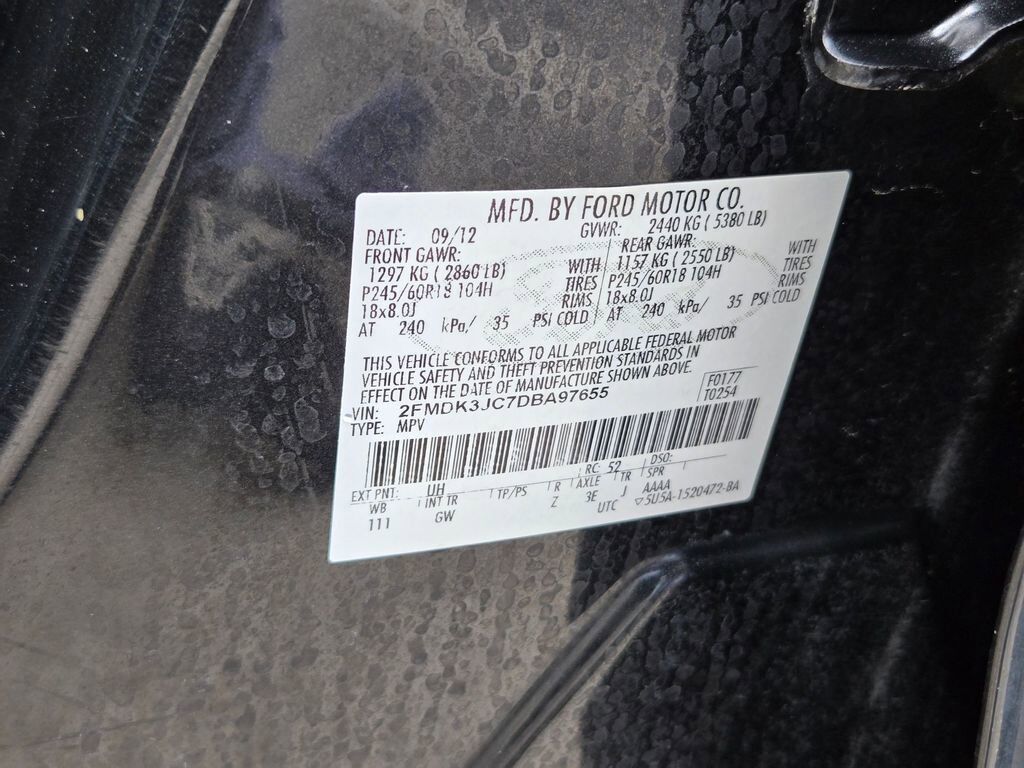 MFD. BY FORD MOTOR CO.
DATE: 09/12 GVWR: 2440 KG ( 5380 LB)
FRONT GAWR: REAR GAWR:
1297 KG ( 2860 LB) WITH 1157 KG ( 2550 LB) WITH
P245/60R18 104H TIRES P245/60R18 104H TIRES
18x8.0J RIMS 18x8.0J RIMS
AT 240 kPa/ 35 PSI COLD AT 240 kPa/ 35 PSI COLD
THIS VEHICLE CONFORMS TO ALL APPLICABLE FEDERAL MOTOR
VEHICLE SAFETY AND THEFT PREVENTION STANDARDS IN
EFFECT ON THE DATE OF MANUFACTURE SHOWN ABOVE.
F0177
VIN: 2FMDK3JC7DBA97655 T0254
TYPE: MPV
EXT PNT: UH RC: 52 DSO:
WB INT TR TP/PS R AXLE TR SPR
111 GW Z 3E J AAAA
UTC ▽5U5A-1520472-BA